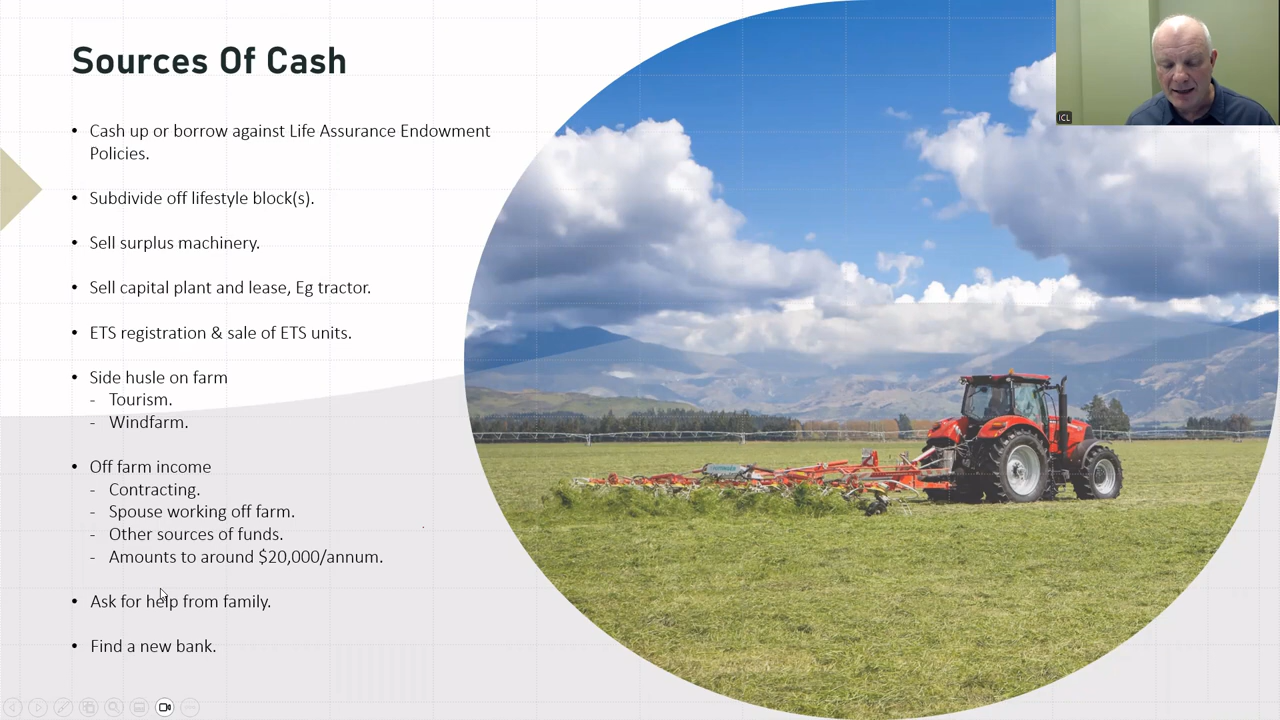 Sources Of Cash
• Cash up or borrow against Life Assurance Endowment
Policies.
• Subdivide off lifestyle block(s).
• Sell surplus machinery.
• Sell capital plant and lease, Eg tractor.
• ETS registration & sale of ETS units.
• Side husle on farm
- Tourism.
- Windfarm.
• Off farm income
- Contracting.
- Spouse working off farm.
- Other sources of funds.
- Amounts to around $20,000/annum.
• Ask for help from family.
• Find a new bank.
ICL